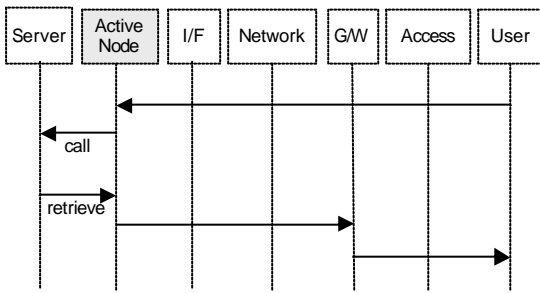 Server
Active
Node
I/F
Network
G/W
Access
User
call
retrieve